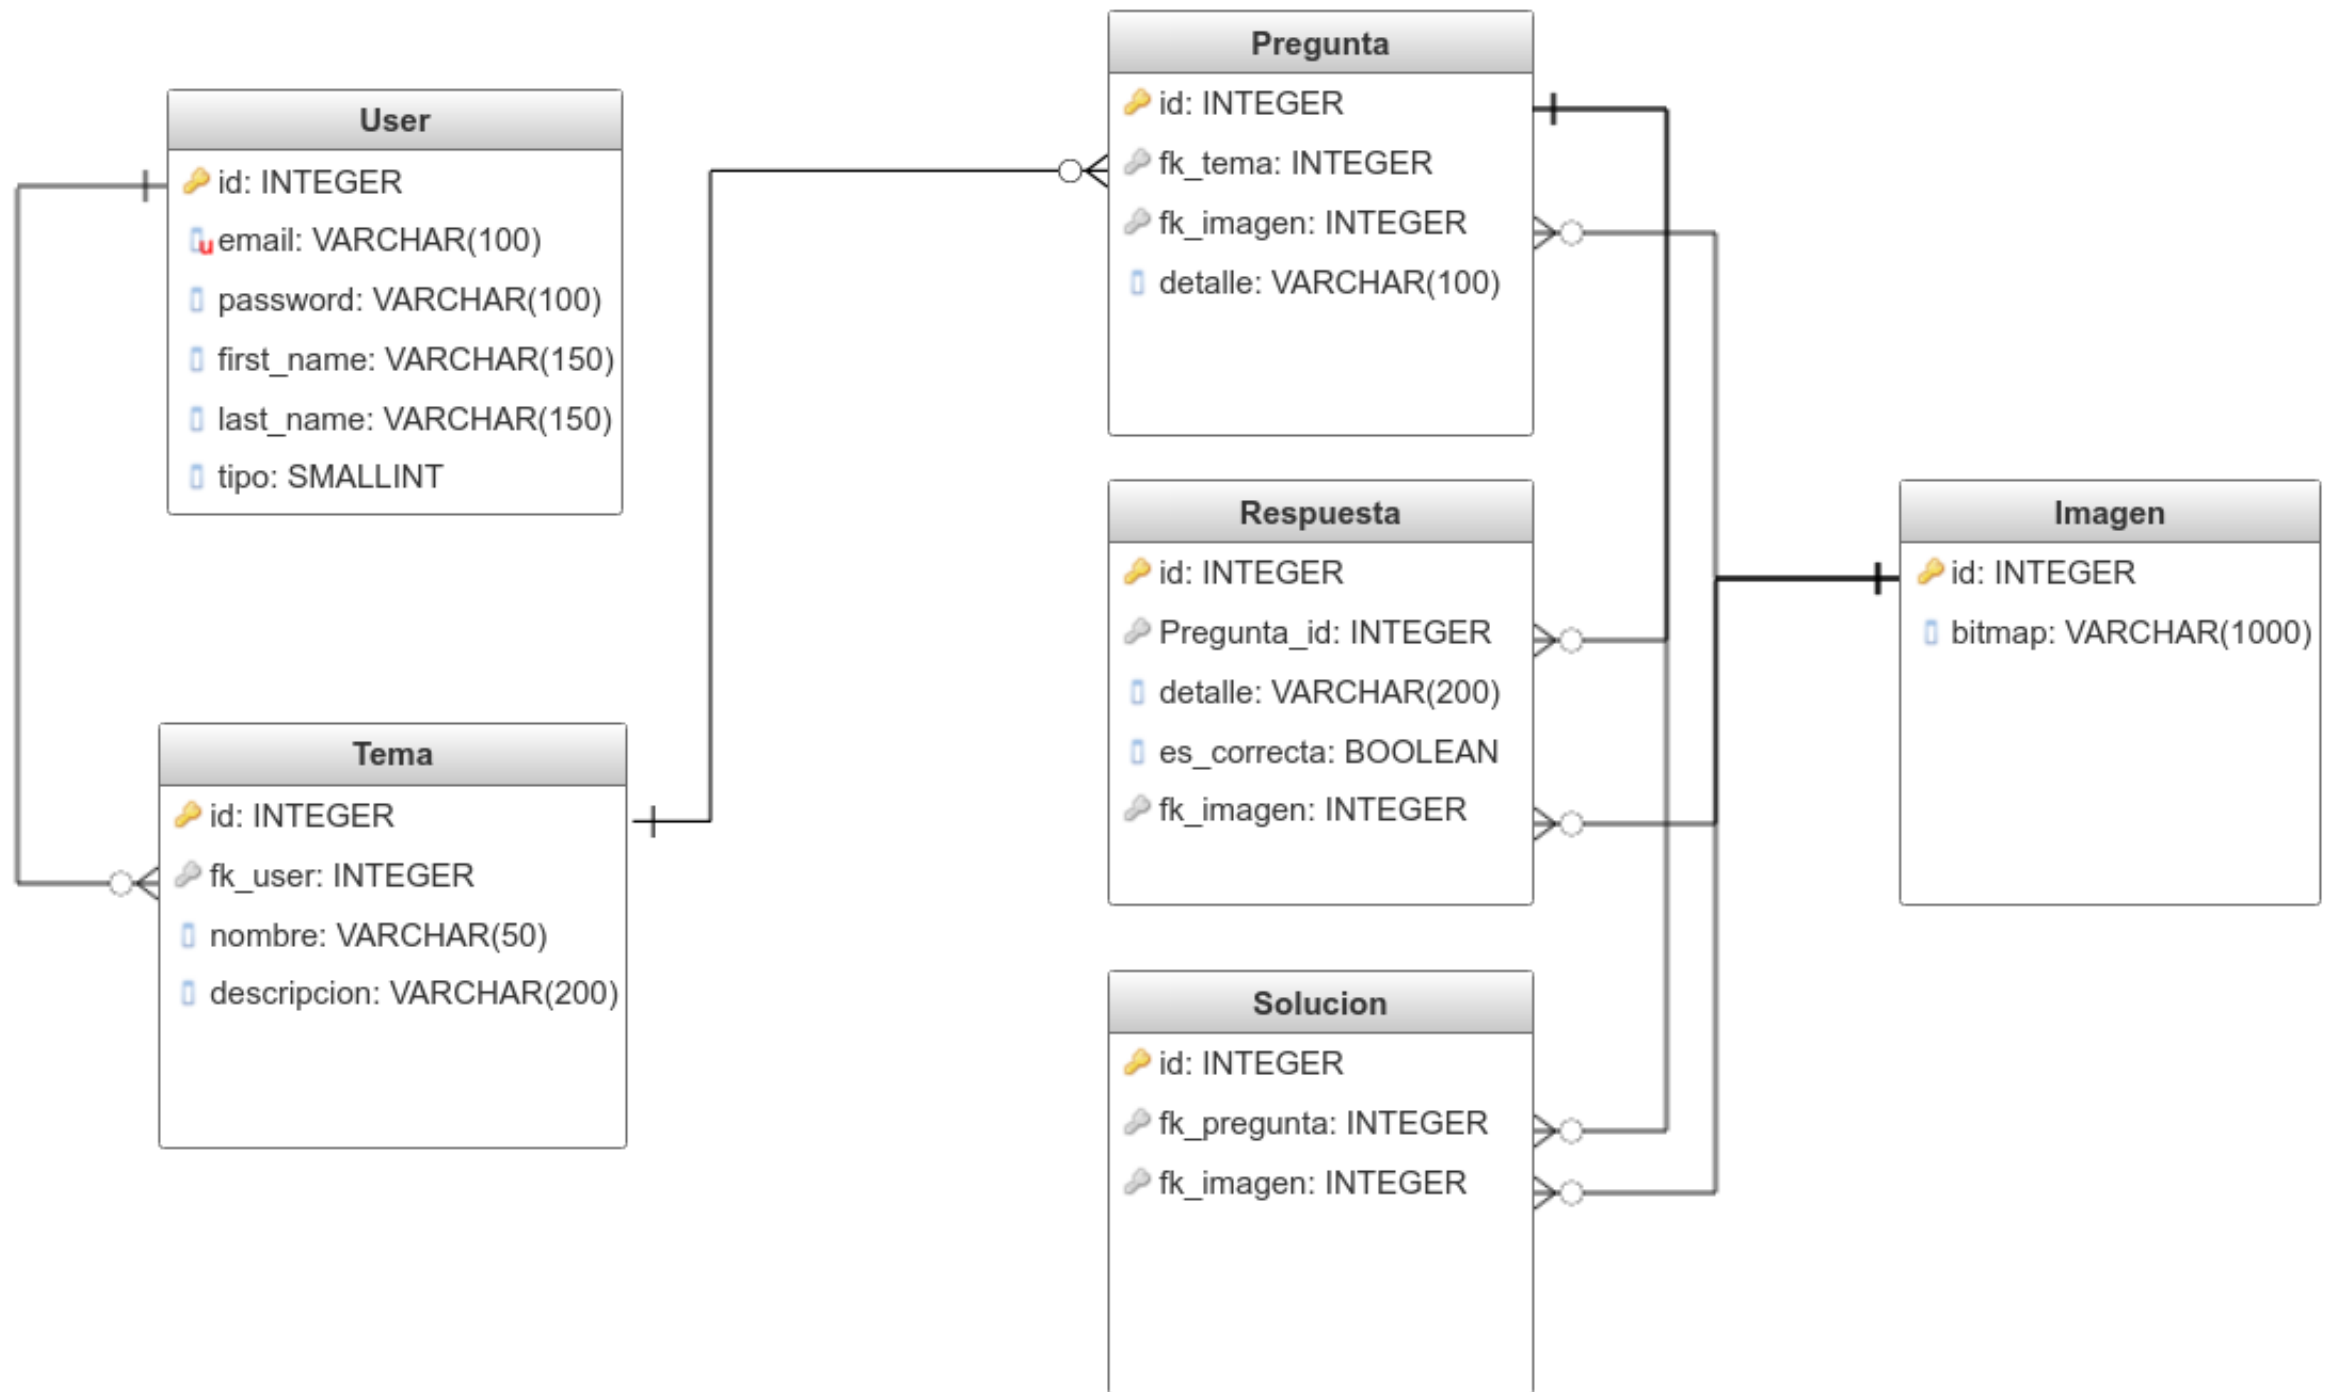 User
id: INTEGER
email: VARCHAR(100)
password: VARCHAR(100)
first_name: VARCHAR(150)
last_name: VARCHAR(150)
tipo: SMALLINT
Tema
id: INTEGER
fk_user: INTEGER
nombre: VARCHAR(50)
descripcion: VARCHAR(200)
Pregunta
id: INTEGER
fk_tema: INTEGER
fk_imagen: INTEGER
detalle: VARCHAR(100)
Respuesta
id: INTEGER
Pregunta_id: INTEGER
detalle: VARCHAR(200)
es_correcta: BOOLEAN
fk_imagen: INTEGER
Solucion
id: INTEGER
fk_pregunta: INTEGER
fk_imagen: INTEGER
Imagen
id: INTEGER
bitmap: VARCHAR(1000)